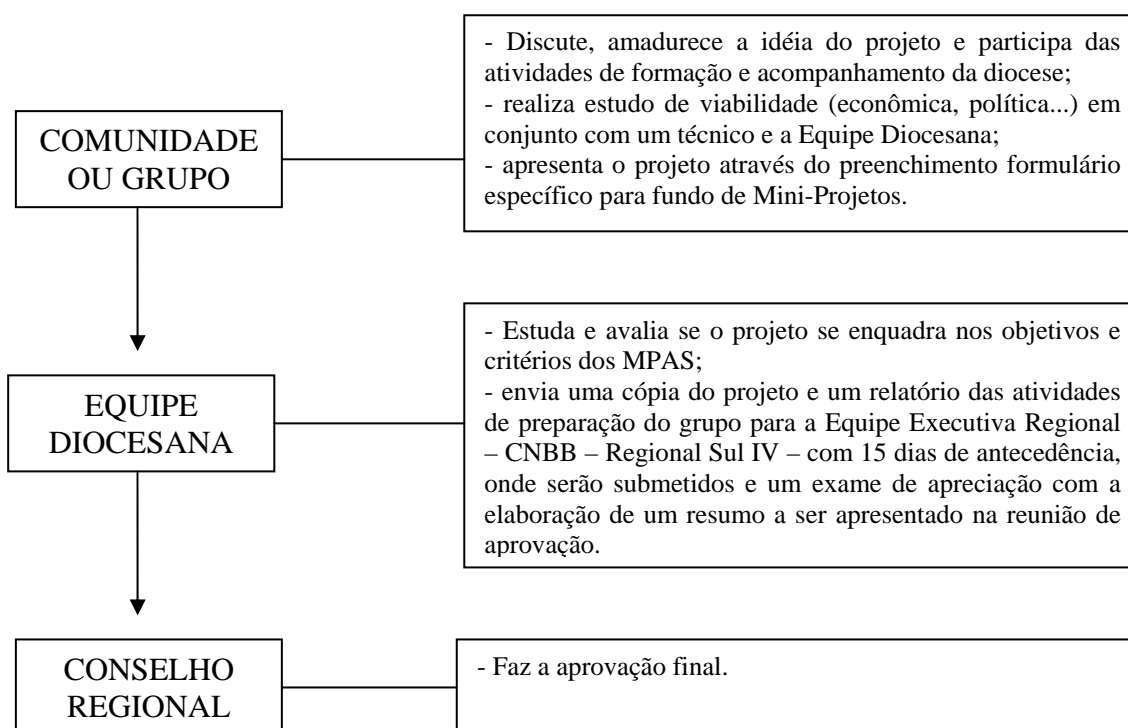 - Discute, amadurece a idéia do projeto e participa das
atividades de formação e acompanhamento da diocese;
- realiza estudo de viabilidade (econômica, política...) em
conjunto com um técnico e a Equipe Diocesana;
- apresenta o projeto através do preenchimento formulário
específico para fundo de Mini-Projetos.
COMUNIDADE
OU GRUPO
- Estuda e avalia se o projeto se enquadra nos objetivos e
critérios dos MPAS;
- envia uma cópia do projeto e um relatório das atividades
de preparação do grupo para a Equipe Executiva Regional
– CNBB – Regional Sul IV – com 15 dias de antecedência,
onde serão submetidos e um exame de apreciação com a
elaboração de um resumo a ser apresentado na reunião de
aprovação.
EQUIPE
DIOCESANA
CONSELHO
REGIONAL
- Faz a aprovação final.